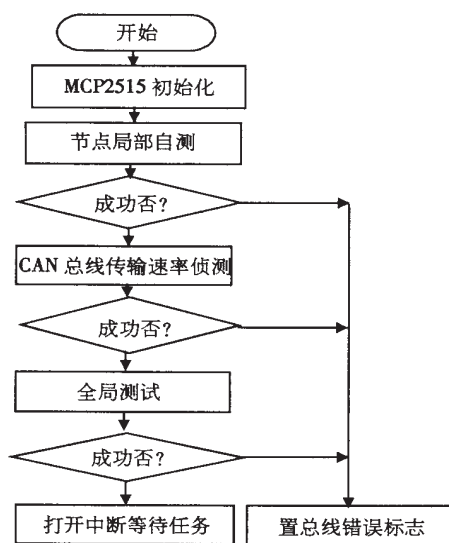 开始
MCP2515 初始化
节点局部自测
成功否?
CAN 总线传输速率侦测
成功否?
全局测试
成功否?
打开中断等待任务
置总线错误标志